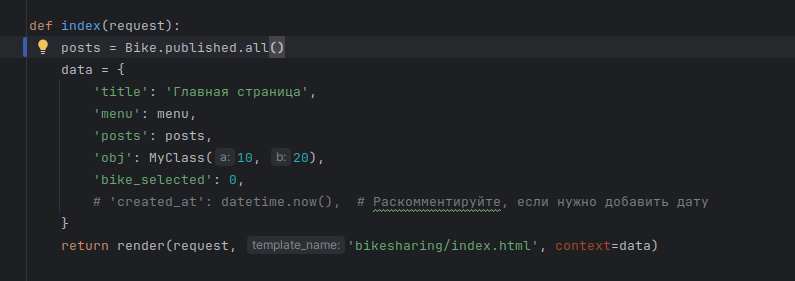 def index(request):
posts = Bike.published.all()
data = {
'title': 'Главная страница',
'menu': menu,
'posts': posts,
'obj': MyClass( a: 10, b: 20),
'bike_selected': 0,
# 'created_at': datetime.now(),  # Раскомментируйте, если нужно добавить дату
}
return render(request, template_name: 'bikesharing/index.html', context=data)